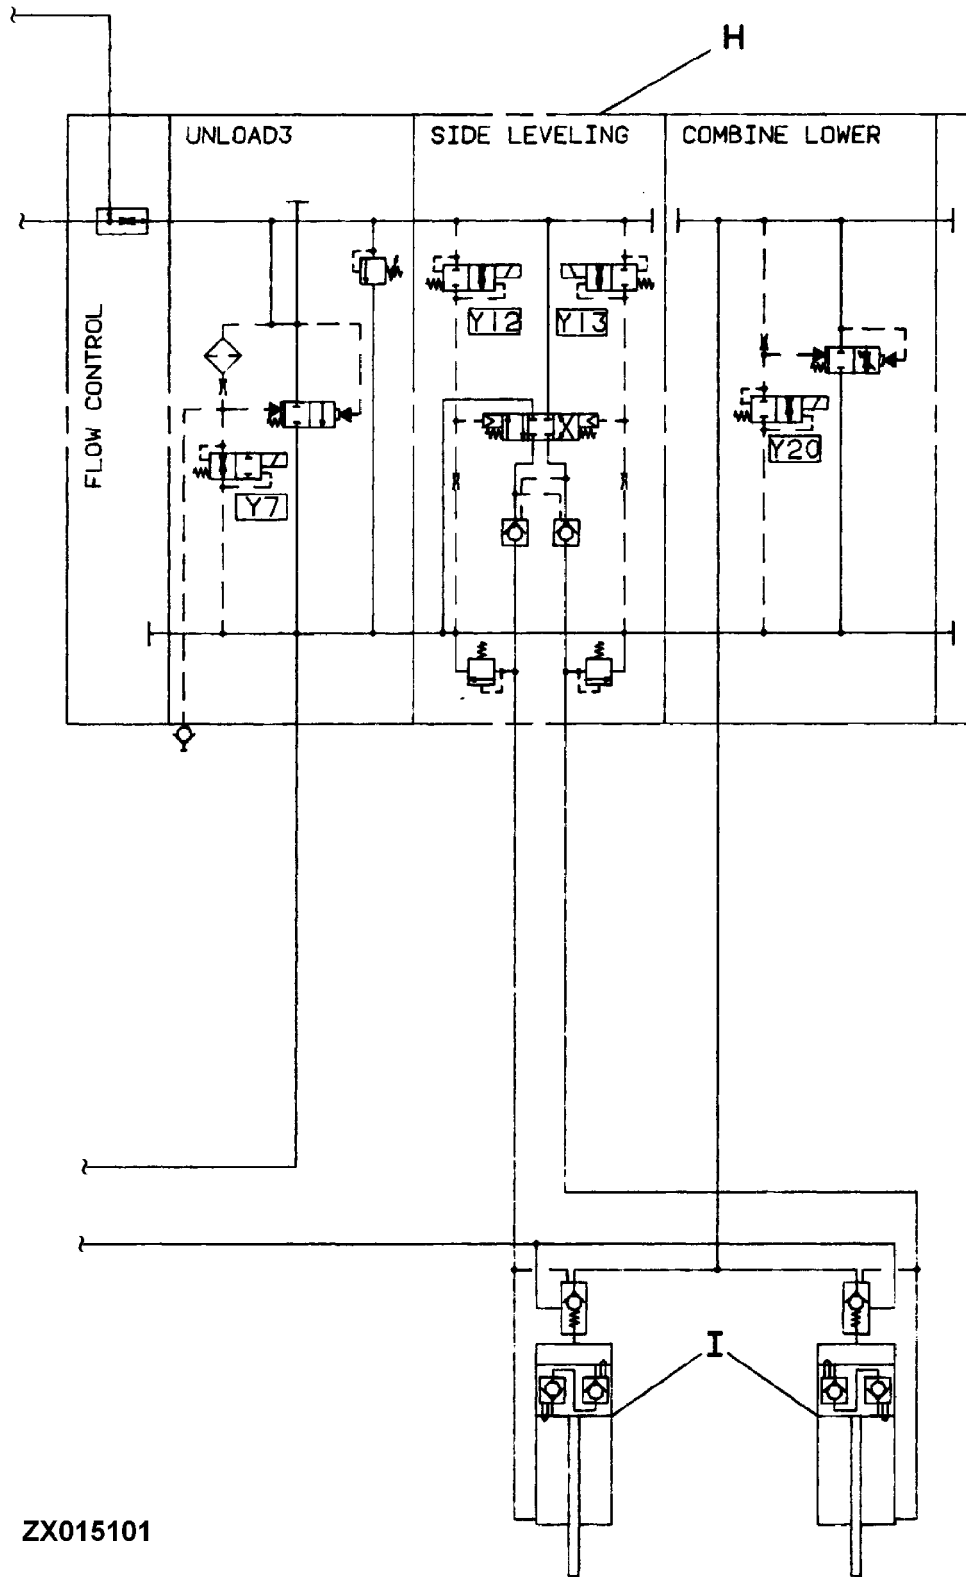 H
UNLOAD3
SIDE LEVELING
COMBINE LOWER
FLOW CONTROL
Y12
Y13
Y20
Y7
I
ZX015101